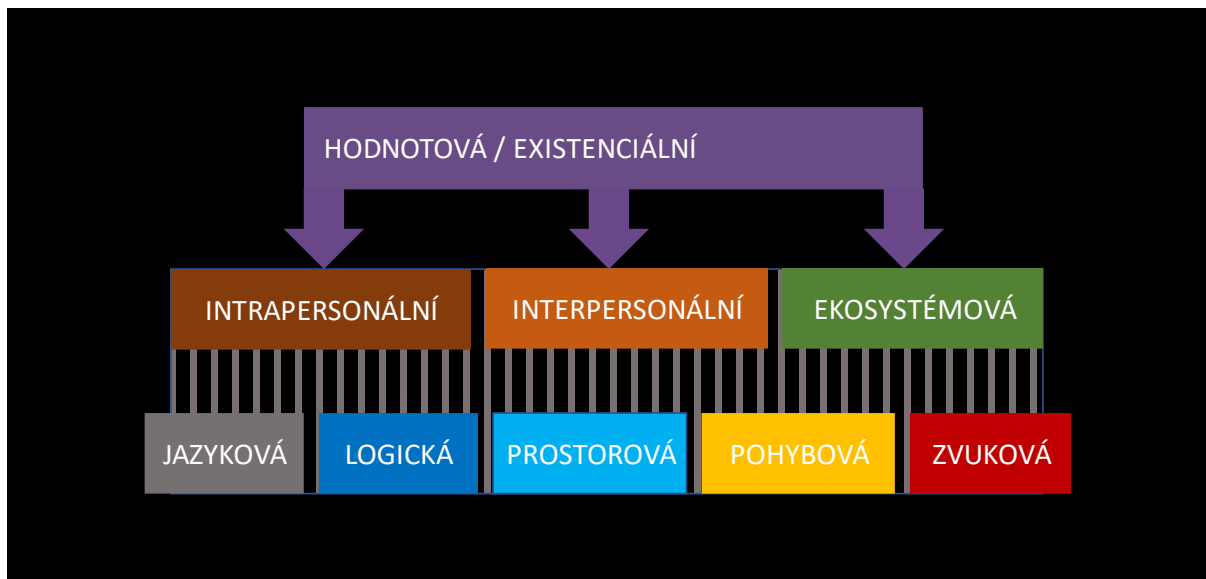 HODNOTOVÁ / EXISTENCIÁLNÍ
INTRAPERSONÁLNÍ
INTERPERSONÁLNÍ
EKOSYSTÉMOVÁ
JAZYKOVÁ
LOGICKÁ
PROSTOROVÁ
POHYBOVÁ
ZVUKOVÁ